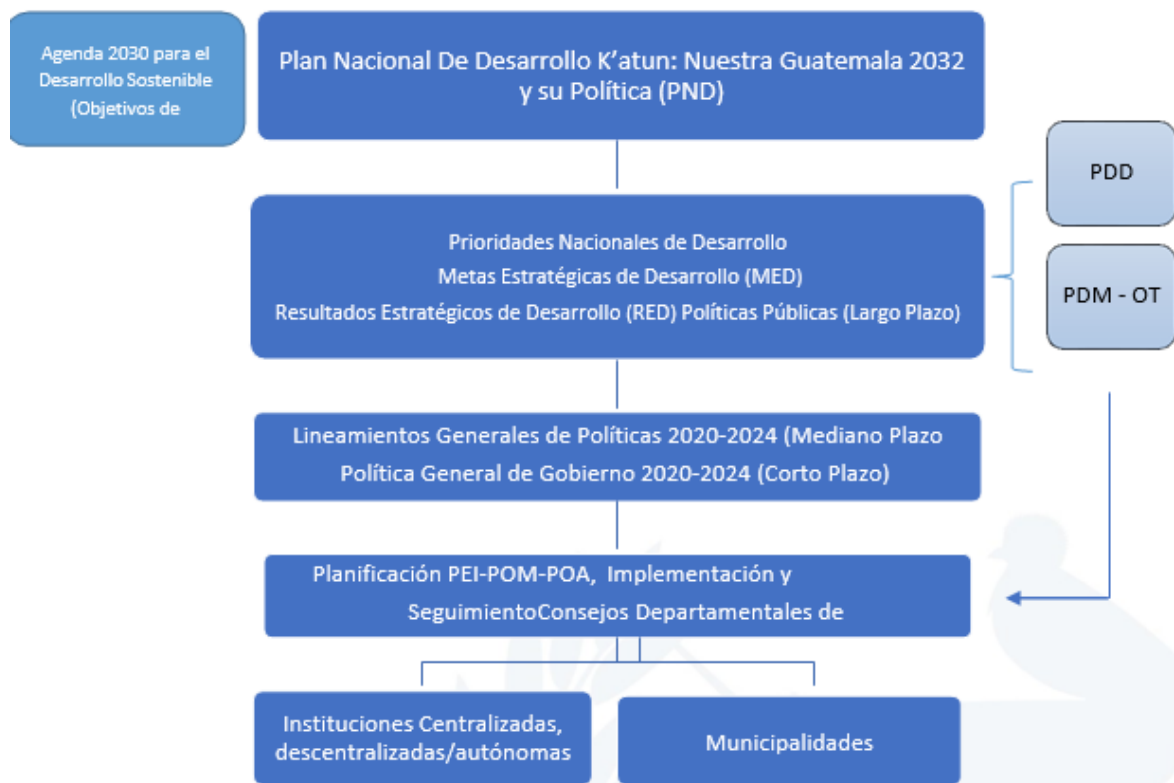 Agenda 2030 para el
Desarrollo Sostenible
(Objetivos de
Plan Nacional De Desarrollo K'atun: Nuestra Guatemala 2032
y su Política (PND)
PDD
Prioridades Nacionales de Desarrollo
Metas Estratégicas de Desarrollo (MED)
Resultados Estratégicos de Desarrollo (RED) Políticas Públicas (Largo Plazo)
PDM - OT
Lineamientos Generales de Políticas 2020-2024 (Mediano Plazo
Política General de Gobierno 2020-2024 (Corto Plazo)
Planificación PEI-POM-POA, Implementación y
SeguimientoConsejos Departamentales de
Instituciones Centralizadas,
descentralizadas/autónomas
Municipalidades